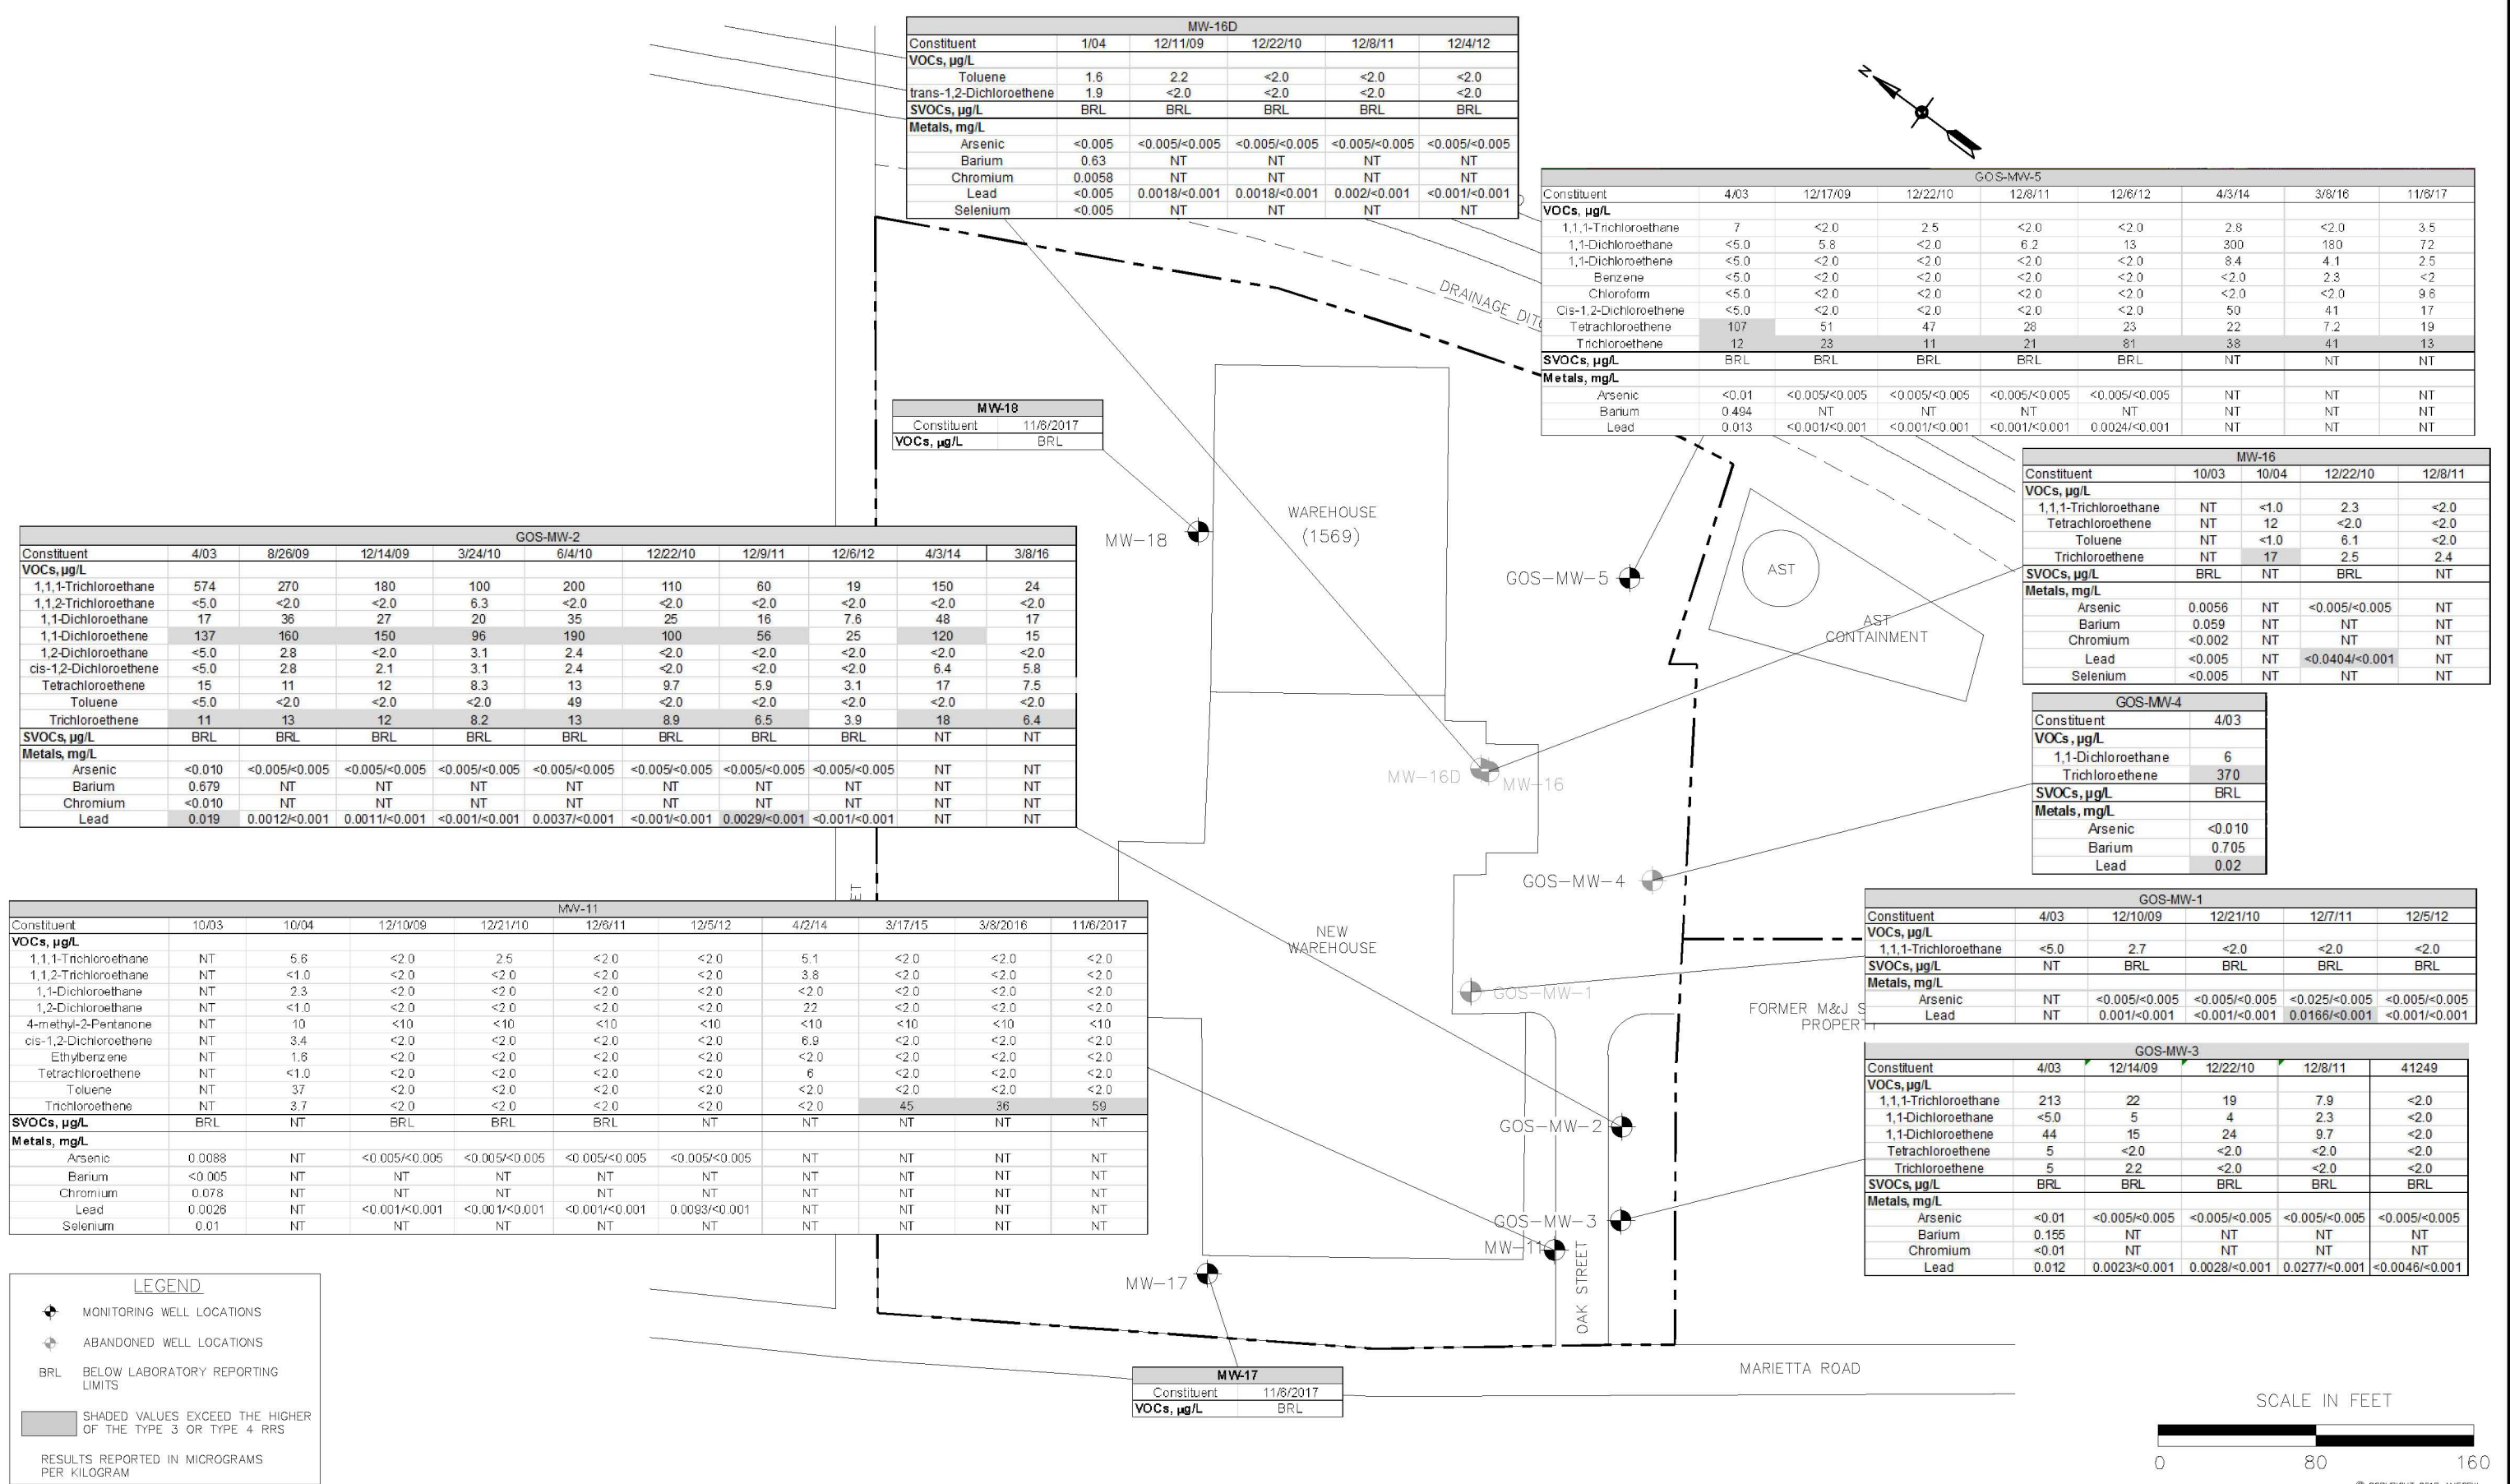 MW-16D
Constituent 1/04 12/11/09 12/22/10 12/8/11 12/4/12
VOCs, µg/L
Toluene 1.6 2.2 <2.0 <2.0 <2.0
trans-1,2-Dichloroethene 1.9 <2.0 <2.0 <2.0 <2.0
SVOCs, µg/L BRL BRL BRL BRL BRL
Metals, mg/L
Arsenic <0.005 <0.005/<0.005 <0.005/<0.005 <0.005/<0.005 <0.005/<0.005
Barium 0.63 NT NT NT NT
Chromium 0.0058 NT NT NT NT
Lead <0.005 0.0018/<0.001 0.0018/<0.001 0.002/<0.001 <0.001/<0.001
Selenium <0.005 NT NT NT NT
N
GOS-MW-5
Constituent 4/03 12/17/09 12/22/10 12/8/11 12/6/12 4/3/14 3/8/16 11/6/17
VOCs, µg/L
1,1,1-Trichloroethane 7 <2.0 2.5 <2.0 <2.0 2.8 <2.0 3.5
1,1-Dichloroethane <5.0 5.8 <2.0 6.2 13 300 180 72
1,1-Dichloroethene <5.0 <2.0 <2.0 <2.0 <2.0 8.4 4.1 2.5
Benzene <5.0 <2.0 <2.0 <2.0 <2.0 <2.0 2.3 <2
Chloroform <5.0 <2.0 <2.0 <2.0 <2.0 <2.0 <2.0 9.6
Cis-1,2-Dichloroethene <5.0 <2.0 <2.0 <2.0 <2.0 50 41 17
Tetrachloroethene 107 51 47 28 23 22 7.2 19
Trichloroethene 12 23 11 21 81 38 41 13
SVOCs, µg/L BRL BRL BRL BRL BRL NT NT NT
Metals, mg/L
Arsenic <0.01 <0.005/<0.005 <0.005/<0.005 <0.005/<0.005 <0.005/<0.005 NT NT NT
Barium 0.494 NT NT NT NT NT NT NT
Lead 0.013 <0.001/<0.001 <0.001/<0.001 <0.001/<0.001 0.0024/<0.001 NT NT NT
DRAINAGE DIT
MW-18
Constituent 11/6/2017
VOCs, µg/L BRL
MW-16
Constituent 10/03 10/04 12/22/10 12/8/11
VOCs, µg/L
1,1,1-Trichloroethane NT <1.0 2.3 <2.0
Tetrachloroethene NT 12 <2.0 <2.0
Toluene NT <1.0 6.1 <2.0
Trichloroethene NT 17 2.5 2.4
SVOCs, µg/L BRL NT BRL NT
Metals, mg/L
Arsenic 0.0056 NT <0.005/<0.005 NT
Barium 0.059 NT NT NT
Chromium <0.002 NT NT NT
Lead <0.005 NT <0.0404/<0.001 NT
Selenium <0.005 NT NT NT
WAREHOUSE
(1569)
MW-18
GOS-MW-5
AST
AST
CONTAINMENT
GOS-MW-2
Constituent 4/03 8/26/09 12/14/09 3/24/10 6/4/10 12/22/10 12/9/11 12/6/12 4/3/14 3/8/16
VOCs, µg/L
1,1,1-Trichloroethane 574 270 180 100 200 110 60 19 150 24
1,1,2-Trichloroethane <5.0 <2.0 <2.0 6.3 <2.0 <2.0 <2.0 <2.0 <2.0 <2.0
1,1-Dichloroethane 17 36 27 20 35 25 16 7.6 48 17
1,1-Dichloroethene 137 160 150 96 190 100 56 25 120 15
1,2-Dichloroethane <5.0 2.8 <2.0 3.1 2.4 <2.0 <2.0 <2.0 <2.0 <2.0
cis-1,2-Dichloroethene <5.0 2.8 2.1 3.1 2.4 <2.0 <2.0 <2.0 6.4 5.8
Tetrachloroethene 15 11 12 8.3 13 9.7 5.9 3.1 17 7.5
Toluene <5.0 <2.0 <2.0 <2.0 49 <2.0 <2.0 <2.0 <2.0 <2.0
Trichloroethene 11 13 12 8.2 13 8.9 6.5 3.9 18 6.4
SVOCs, µg/L BRL BRL BRL BRL BRL BRL BRL BRL NT NT
Metals, mg/L
Arsenic <0.010 <0.005/<0.005 <0.005/<0.005 <0.005/<0.005 <0.005/<0.005 <0.005/<0.005 <0.005/<0.005 <0.005/<0.005 NT NT
Barium 0.679 NT NT NT NT NT NT NT NT NT
Chromium <0.010 NT NT NT NT NT NT NT NT NT
Lead 0.019 0.0012/<0.001 0.0011/<0.001 <0.001/<0.001 0.0037/<0.001 <0.001/<0.001 0.0029/<0.001 <0.001/<0.001 NT NT
GOS-MW-4
Constituent 4/03
VOCs, µg/L
1,1-Dichloroethane 6
Trichloroethene 370
SVOCs, µg/L BRL
Metals, mg/L
Arsenic <0.010
Barium 0.705
Lead 0.02
MW-16D
MW-16
GOS-MW-4
ET
MW-11
Constituent 10/03 10/04 12/10/09 12/21/10 12/6/11 12/5/12 4/2/14 3/17/15 3/8/2016 11/6/2017
VOCs, µg/L
1,1,1-Trichloroethane NT 5.6 <2.0 2.5 <2.0 <2.0 5.1 <2.0 <2.0 <2.0
1,1,2-Trichloroethane NT <1.0 <2.0 <2.0 <2.0 <2.0 3.8 <2.0 <2.0 <2.0
1,1-Dichloroethane NT 2.3 <2.0 <2.0 <2.0 <2.0 <2.0 <2.0 <2.0 <2.0
1,2-Dichloroethane NT <1.0 <2.0 <2.0 <2.0 <2.0 22 <2.0 <2.0 <2.0
4-methyl-2-Pentanone NT 10 <10 <10 <10 <10 <10 <10 <10 <10
cis-1,2-Dichloroethene NT 3.4 <2.0 <2.0 <2.0 <2.0 6.9 <2.0 <2.0 <2.0
Ethylbenzene NT 1.6 <2.0 <2.0 <2.0 <2.0 <2.0 <2.0 <2.0 <2.0
Tetrachloroethene NT <1.0 <2.0 <2.0 <2.0 <2.0 6 <2.0 <2.0 <2.0
Toluene NT 37 <2.0 <2.0 <2.0 <2.0 <2.0 <2.0 <2.0 <2.0
Trichloroethene NT 3.7 <2.0 <2.0 <2.0 <2.0 <2.0 45 36 59
SVOCs, µg/L BRL NT BRL BRL BRL NT NT NT NT NT
Metals, mg/L
Arsenic 0.0088 NT <0.005/<0.005 <0.005/<0.005 <0.005/<0.005 <0.005/<0.005 NT NT NT NT
Barium <0.005 NT NT NT NT NT NT NT NT NT
Chromium 0.078 NT NT NT NT NT NT NT NT NT
Lead 0.0026 NT <0.001/<0.001 <0.001/<0.001 <0.001/<0.001 0.0093/<0.001 NT NT NT NT
Selenium 0.01 NT NT NT NT NT NT NT NT NT
NEW
WAREHOUSE
GOS-MW-1
FORMER M&J S
PROPERT
GOS-MW-1
Constituent 4/03 12/10/09 12/21/10 12/7/11 12/5/12
VOCs, µg/L
1,1,1-Trichloroethane <5.0 2.7 <2.0 <2.0 <2.0
SVOCs, µg/L NT BRL BRL BRL BRL
Metals, mg/L
Arsenic NT <0.005/<0.005 <0.005/<0.005 <0.025/<0.005 <0.005/<0.005
Lead NT 0.001/<0.001 <0.001/<0.001 0.0166/<0.001 <0.001/<0.001
GOS-MW-3
Constituent 4/03 12/14/09 12/22/10 12/8/11 41249
VOCs, µg/L
1,1,1-Trichloroethane 213 22 19 7.9 <2.0
1,1-Dichloroethane <5.0 5 4 2.3 <2.0
1,1-Dichloroethene 44 15 24 9.7 <2.0
Tetrachloroethene 5 <2.0 <2.0 <2.0 <2.0
Trichloroethene 5 2.2 <2.0 <2.0 <2.0
SVOCs, µg/L BRL BRL BRL BRL BRL
Metals, mg/L
Arsenic <0.01 <0.005/<0.005 <0.005/<0.005 <0.005/<0.005 <0.005/<0.005
Barium 0.155 NT NT NT NT
Chromium <0.01 NT NT NT NT
Lead 0.012 0.0023/<0.001 0.0028/<0.001 0.0277/<0.001 <0.0046/<0.001
GOS-MW-2
GOS-MW-3
MW-11
OAK STREET
MW-17
LEGEND
MONITORING WELL LOCATIONS
ABANDONED WELL LOCATIONS
BRL BELOW LABORATORY REPORTING
LIMITS
SHADED VALUES EXCEED THE HIGHER
OF THE TYPE 3 OR TYPE 4 RRS
RESULTS REPORTED IN MICROGRAMS
PER KILOGRAM
MW-17
Constituent 11/6/2017
VOCs, µg/L BRL
MARIETTA ROAD
SCALE IN FEET
0 80 160